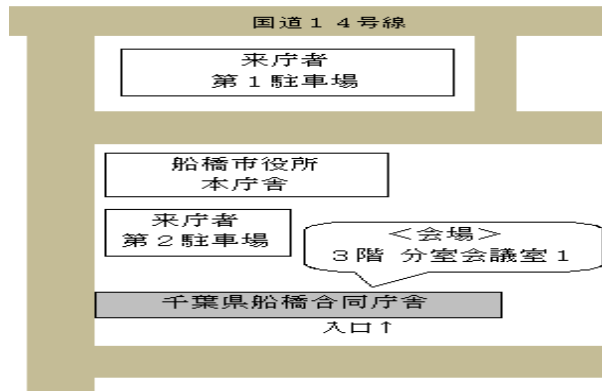 国道１４号線
来庁者
第１駐車場
船橋市役所
本庁舎
来庁者
第２駐車場
＜会場＞
３階 分室会議室１
千葉県船橋合同庁舎
入口↑